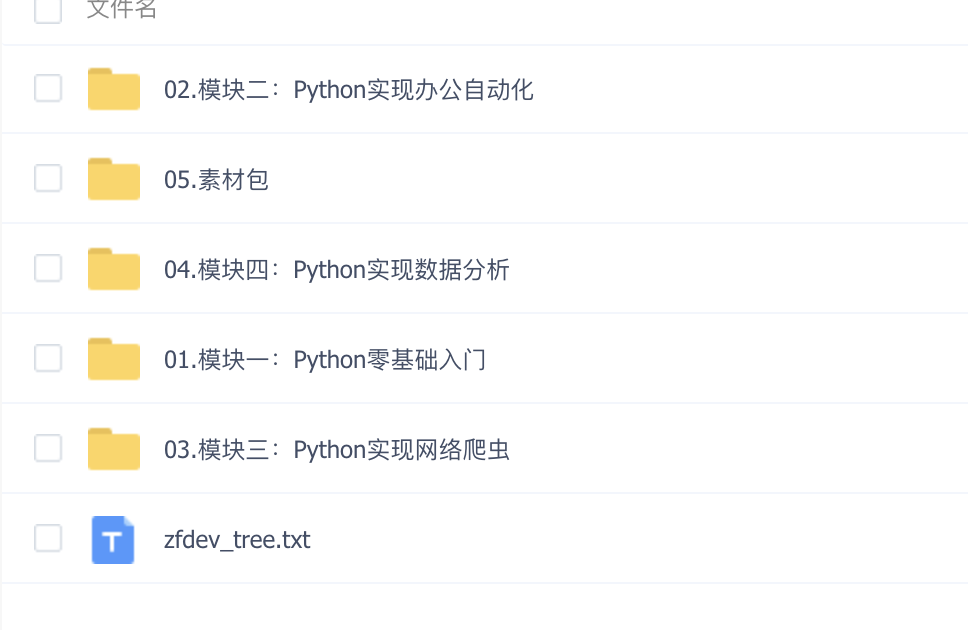 文件名
02.模块二：Python实现办公自动化
05.素材包
04.模块四：Python实现数据分析
01.模块一：Python零基础入门
03.模块三：Python实现网络爬虫
T
zfdev_tree.txt